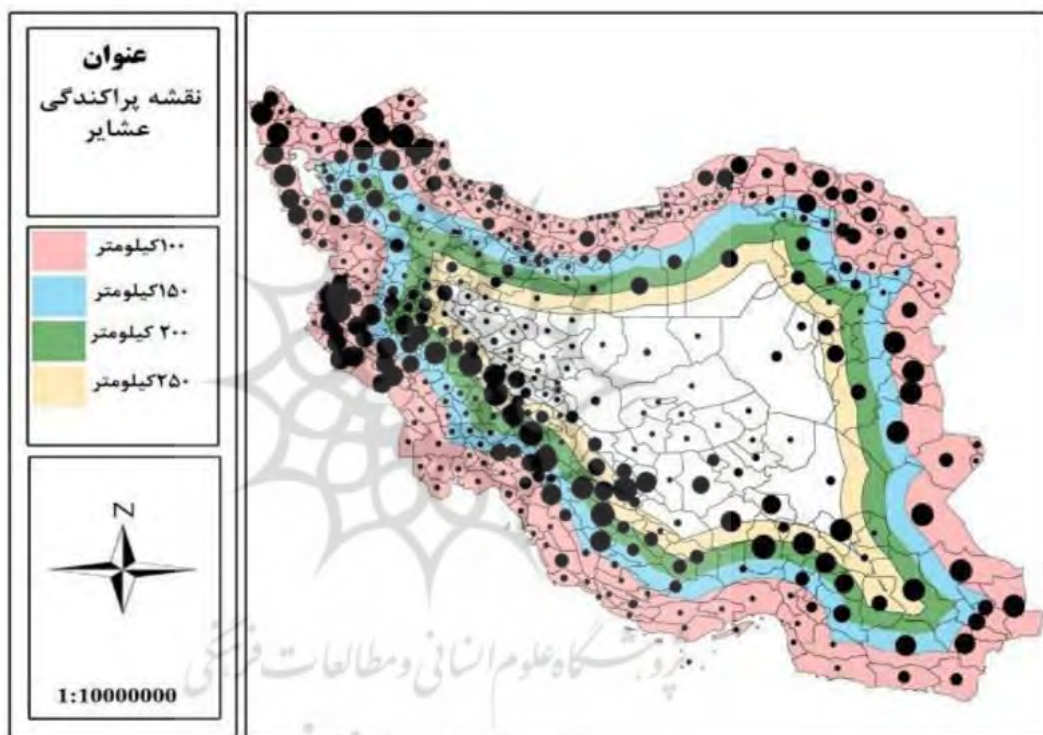 عنوان
نقشه پراکندگی
عشایر
۱۰۰کیلومتر
۱۵۰کیلومتر
۲۰۰ کیلومتر
۲۵۰کیلومتر
N
1:10000000
پژوهشگاه علوم انسانی و مطالعات فرهنگی